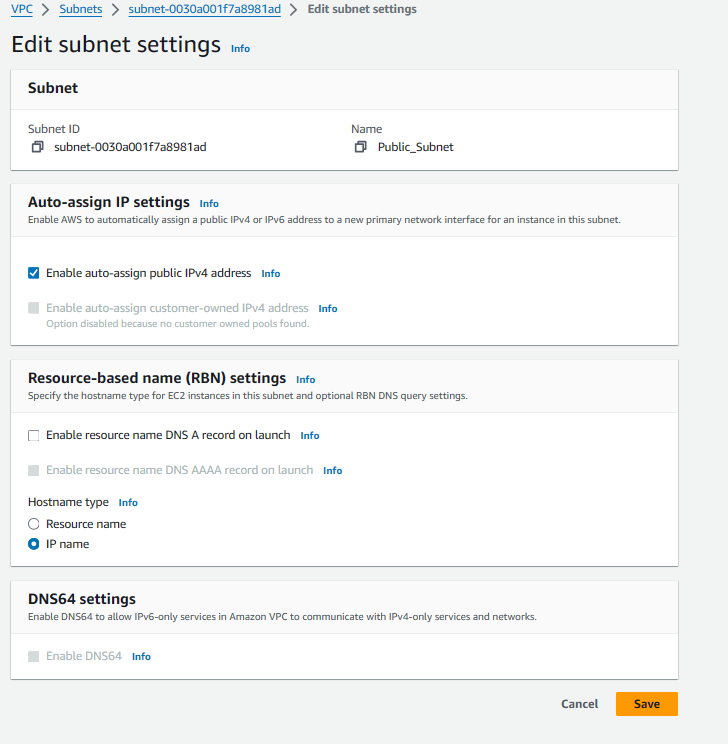 VPC > Subnets > subnet-0030a001f7a8981ad > Edit subnet settings
Edit subnet settings Info
Subnet
Subnet ID Name
subnet-0030a001f7a8981ad Public_Subnet
Auto-assign IP settings Info
Enable AWS to automatically assign a public IPv4 or IPv6 address to a new primary network interface for an instance in this subnet.
Enable auto-assign public IPv4 address Info
Enable auto-assign customer-owned IPv4 address Info
Option disabled because no customer owned pools found.
Resource-based name (RBN) settings Info
Specify the hostname type for EC2 instances in this subnet and optional RBN DNS query settings.
Enable resource name DNS A record on launch Info
Enable resource name DNS AAAA record on launch Info
Hostname type Info
Resource name
IP name
DNS64 settings
Enable DNS64 to allow IPv6-only services in Amazon VPC to communicate with IPv4-only services and networks.
Enable DNS64 Info
Cancel Save